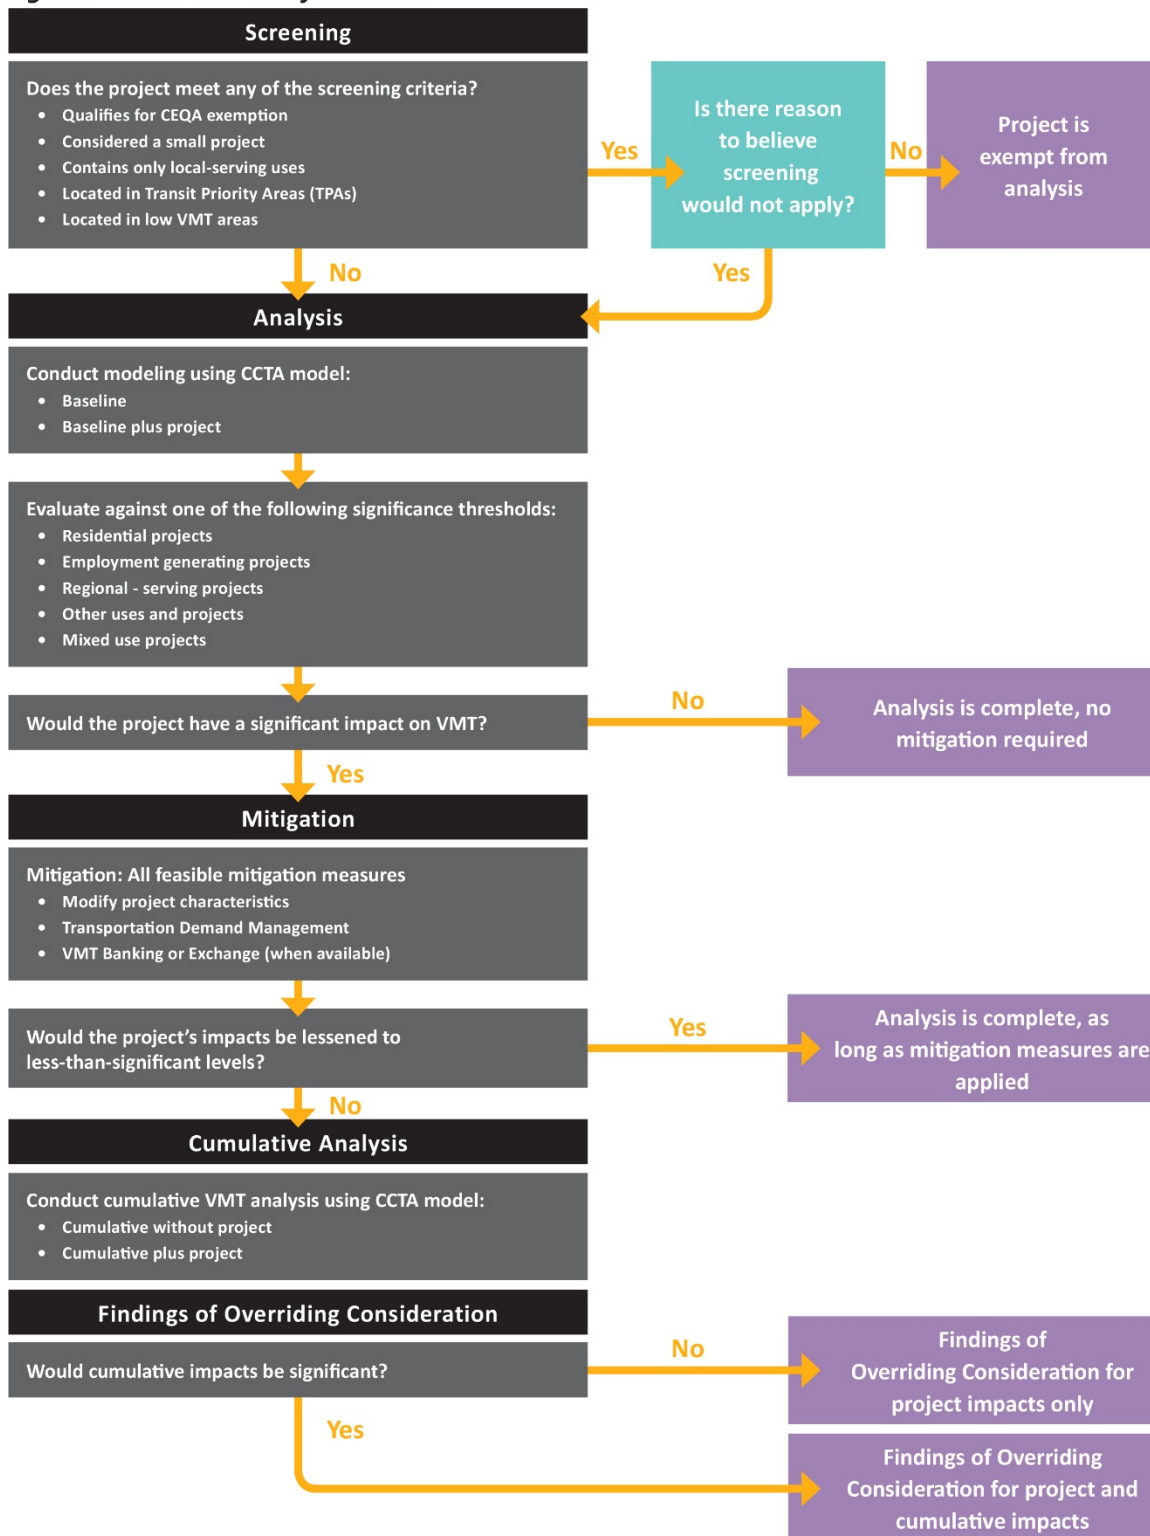 Screening
Does the project meet any of the screening criteria?
• Qualifies for CEQA exemption
• Considered a small project
• Contains only local-serving uses
• Located in Transit Priority Areas (TPAs)
• Located in low VMT areas
Yes
Is there reason
to believe
screening
would not apply?
No
Project is
exempt from
analysis
No
Yes
Analysis
Conduct modeling using CCTA model:
• Baseline
• Baseline plus project
Evaluate against one of the following significance thresholds:
• Residential projects
• Employment generating projects
• Regional - serving projects
• Other uses and projects
• Mixed use projects
Would the project have a significant impact on VMT?
No
Analysis is complete, no
mitigation required
Yes
Mitigation
Mitigation: All feasible mitigation measures
• Modify project characteristics
• Transportation Demand Management
• VMT Banking or Exchange (when available)
Would the project’s impacts be lessened to
less-than-significant levels?
Yes
Analysis is complete, as
long as mitigation measures are
applied
No
Cumulative Analysis
Conduct cumulative VMT analysis using CCTA model:
• Cumulative without project
• Cumulative plus project
Findings of Overriding Consideration
Would cumulative impacts be significant?
No
Findings of
Overriding Consideration for
project impacts only
Yes
Findings of Overriding
Consideration for project and
cumulative impacts